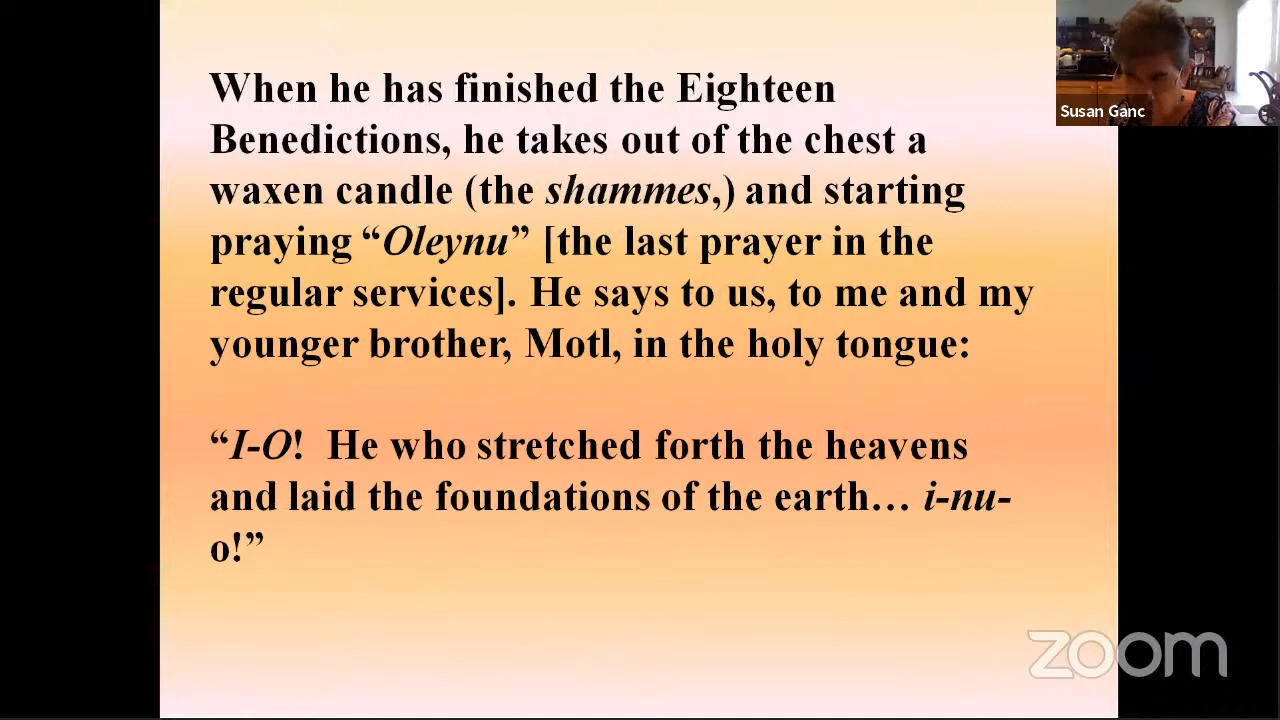 When he has finished the Eighteen
Benedictions, he takes out of the chest a
waxen candle (the shammes,) and starting
praying “Oleynu” [the last prayer in the
regular services]. He says to us, to me and my
younger brother, Motl, in the holy tongue:
“I-O!  He who stretched forth the heavens
and laid the foundations of the earth… i-nu-
o!”
Susan Ganc
zoom